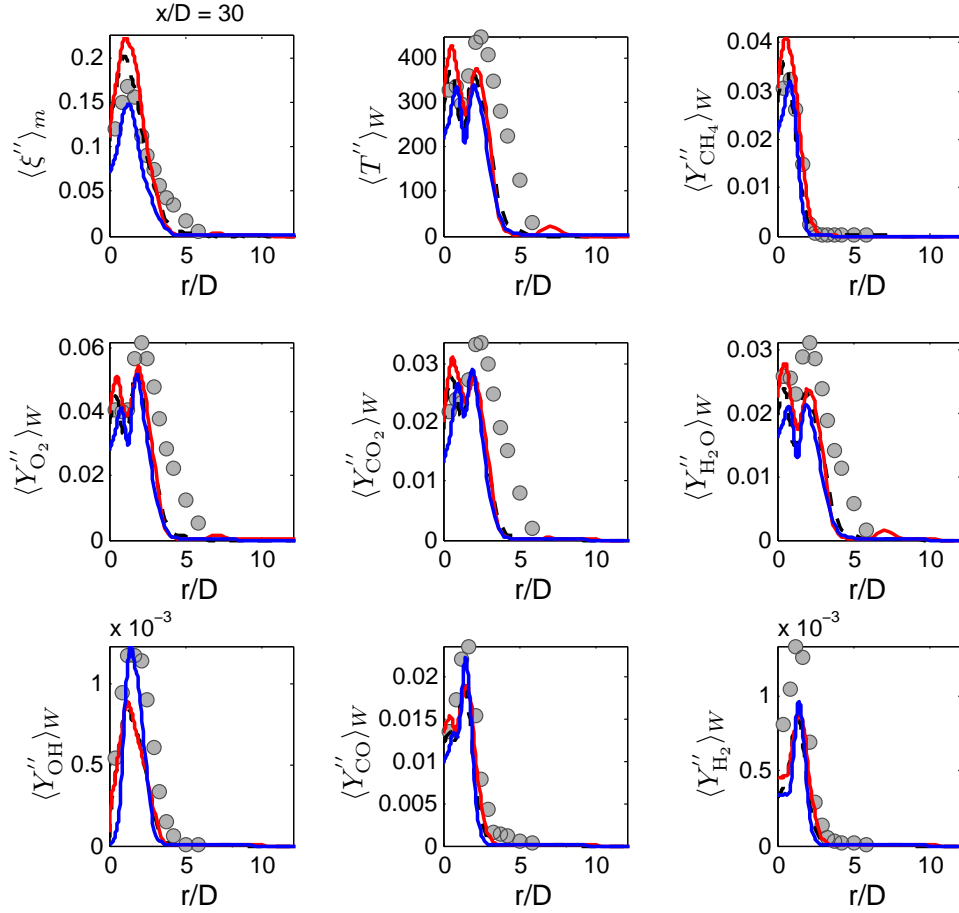 x/D = 30
⟨ξ″⟩m
0.2
0.15
0.1
0.05
0
0 5 10
r/D
⟨T″⟩W
400
300
200
100
0
0 5 10
r/D
⟨Y″CH4⟩W
0.04
0.03
0.02
0.01
0
0 5 10
r/D
⟨Y″O2⟩W
0.06
0.04
0.02
0
0 5 10
r/D
⟨Y″CO2⟩W
0.03
0.02
0.01
0
0 5 10
r/D
⟨Y″H2O⟩W
0.03
0.02
0.01
0
0 5 10
r/D
x 10⁻³
⟨Y″OH⟩W
1
0.5
0
0 5 10
r/D
⟨Y″CO⟩W
0.02
0.015
0.01
0.005
0
0 5 10
r/D
x 10⁻³
⟨Y″H2⟩W
1
0.5
0
0 5 10
r/D